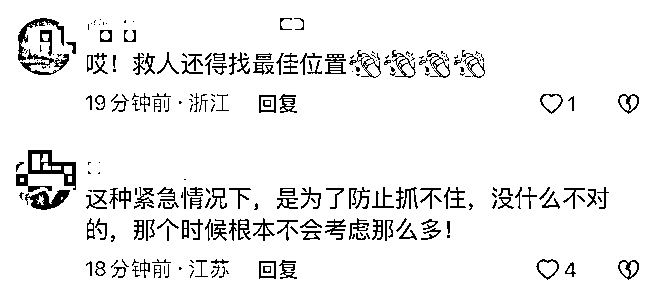 哎！救人还得找最佳位置
19分钟前·浙江 回复 1
这种紧急情况下，是为了防止抓不住，没什么不对
的，那个时候根本不会考虑那么多！
18分钟前·江苏 回复 4